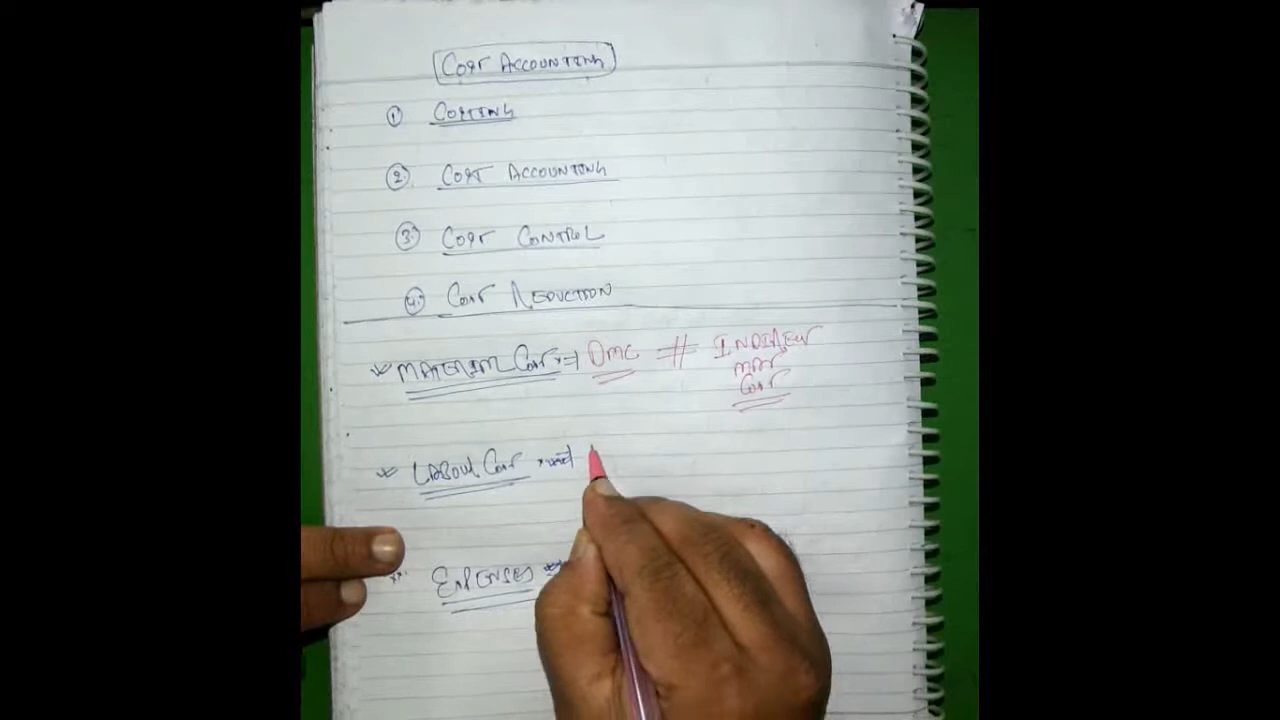 COST ACCOUNTING
① COSTING
② COST ACCOUNTING
③ COST CONTROL
④ COST REDUCTION
* MATERIAL Cost => DMC # INDIRECT
MAT
Cost
* LABOUR Cost
* EXPENSES